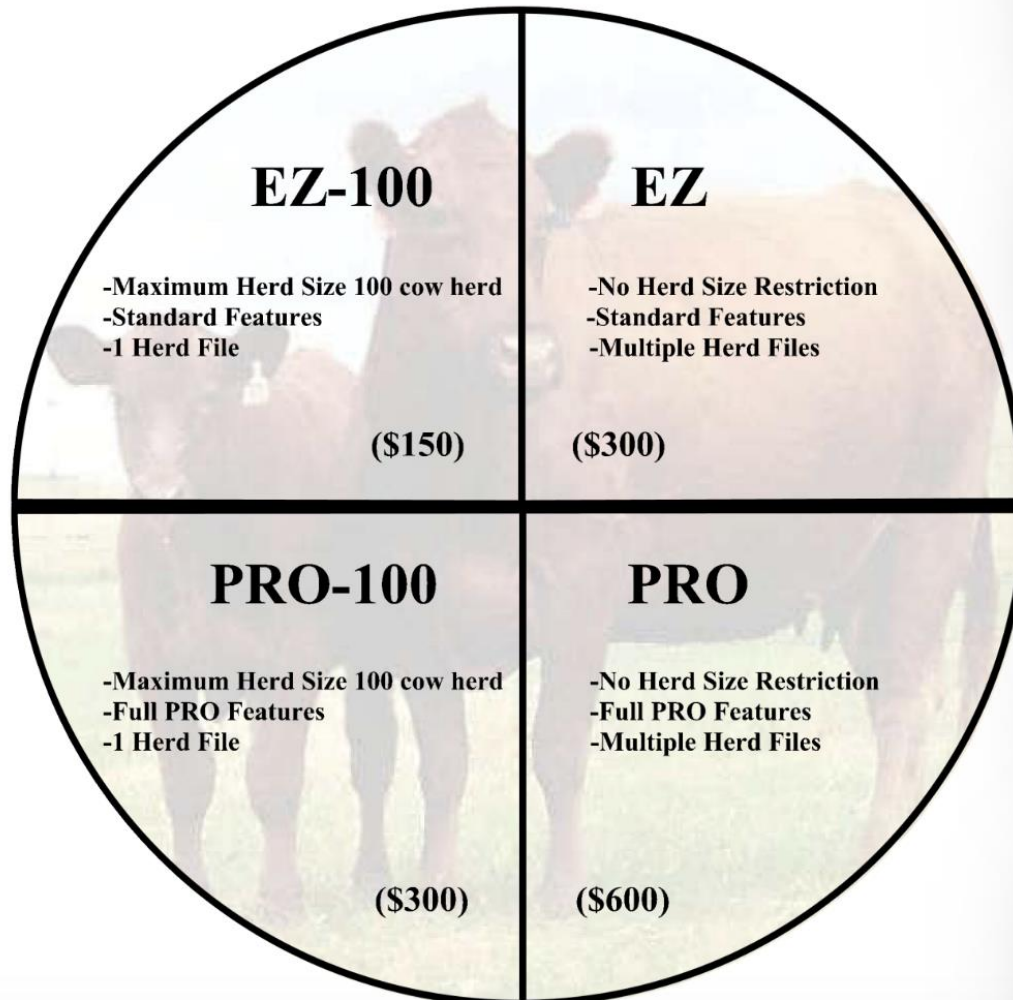 EZ-100
-Maximum Herd Size 100 cow herd
-Standard Features
-1 Herd File
($150)
EZ
-No Herd Size Restriction
-Standard Features
-Multiple Herd Files
($300)
PRO-100
-Maximum Herd Size 100 cow herd
-Full PRO Features
-1 Herd File
($300)
PRO
-No Herd Size Restriction
-Full PRO Features
-Multiple Herd Files
($600)